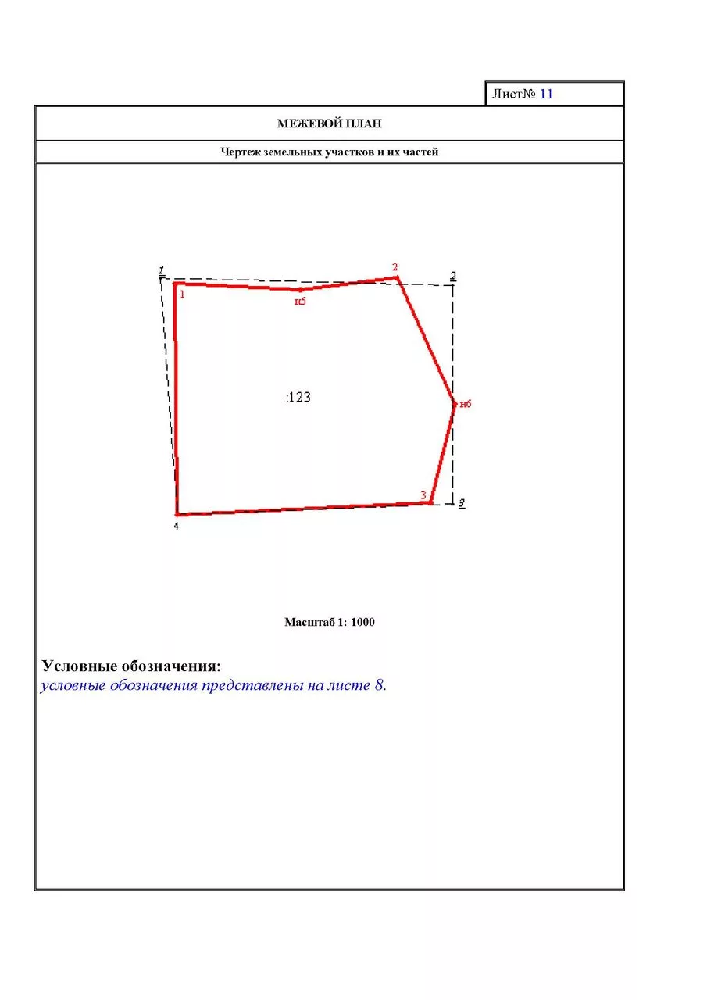 Лист№ 11
МЕЖЕВОЙ ПЛАН
Чертеж земельных участков и их частей
1
2
2
1
н5
:123
н6
3
3
4
Масштаб 1: 1000
Условные обозначения:
условные обозначения представлены на листе 8.